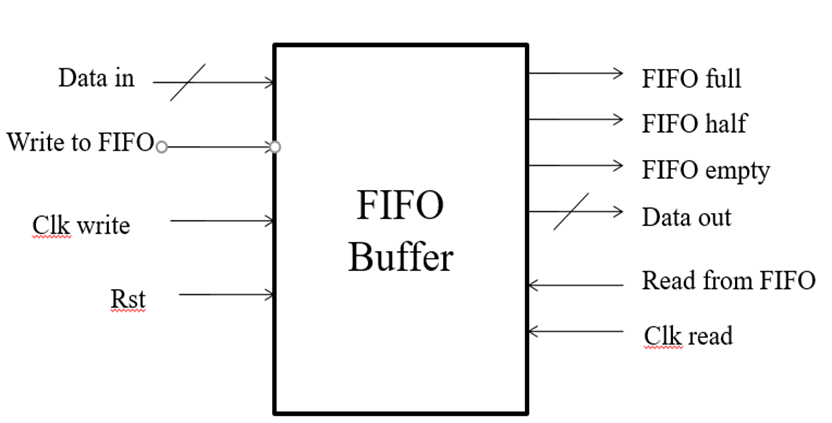 Data in
Write to FIFO
Clk write
Rst
FIFO
Buffer
FIFO full
FIFO half
FIFO empty
Data out
Read from FIFO
Clk read